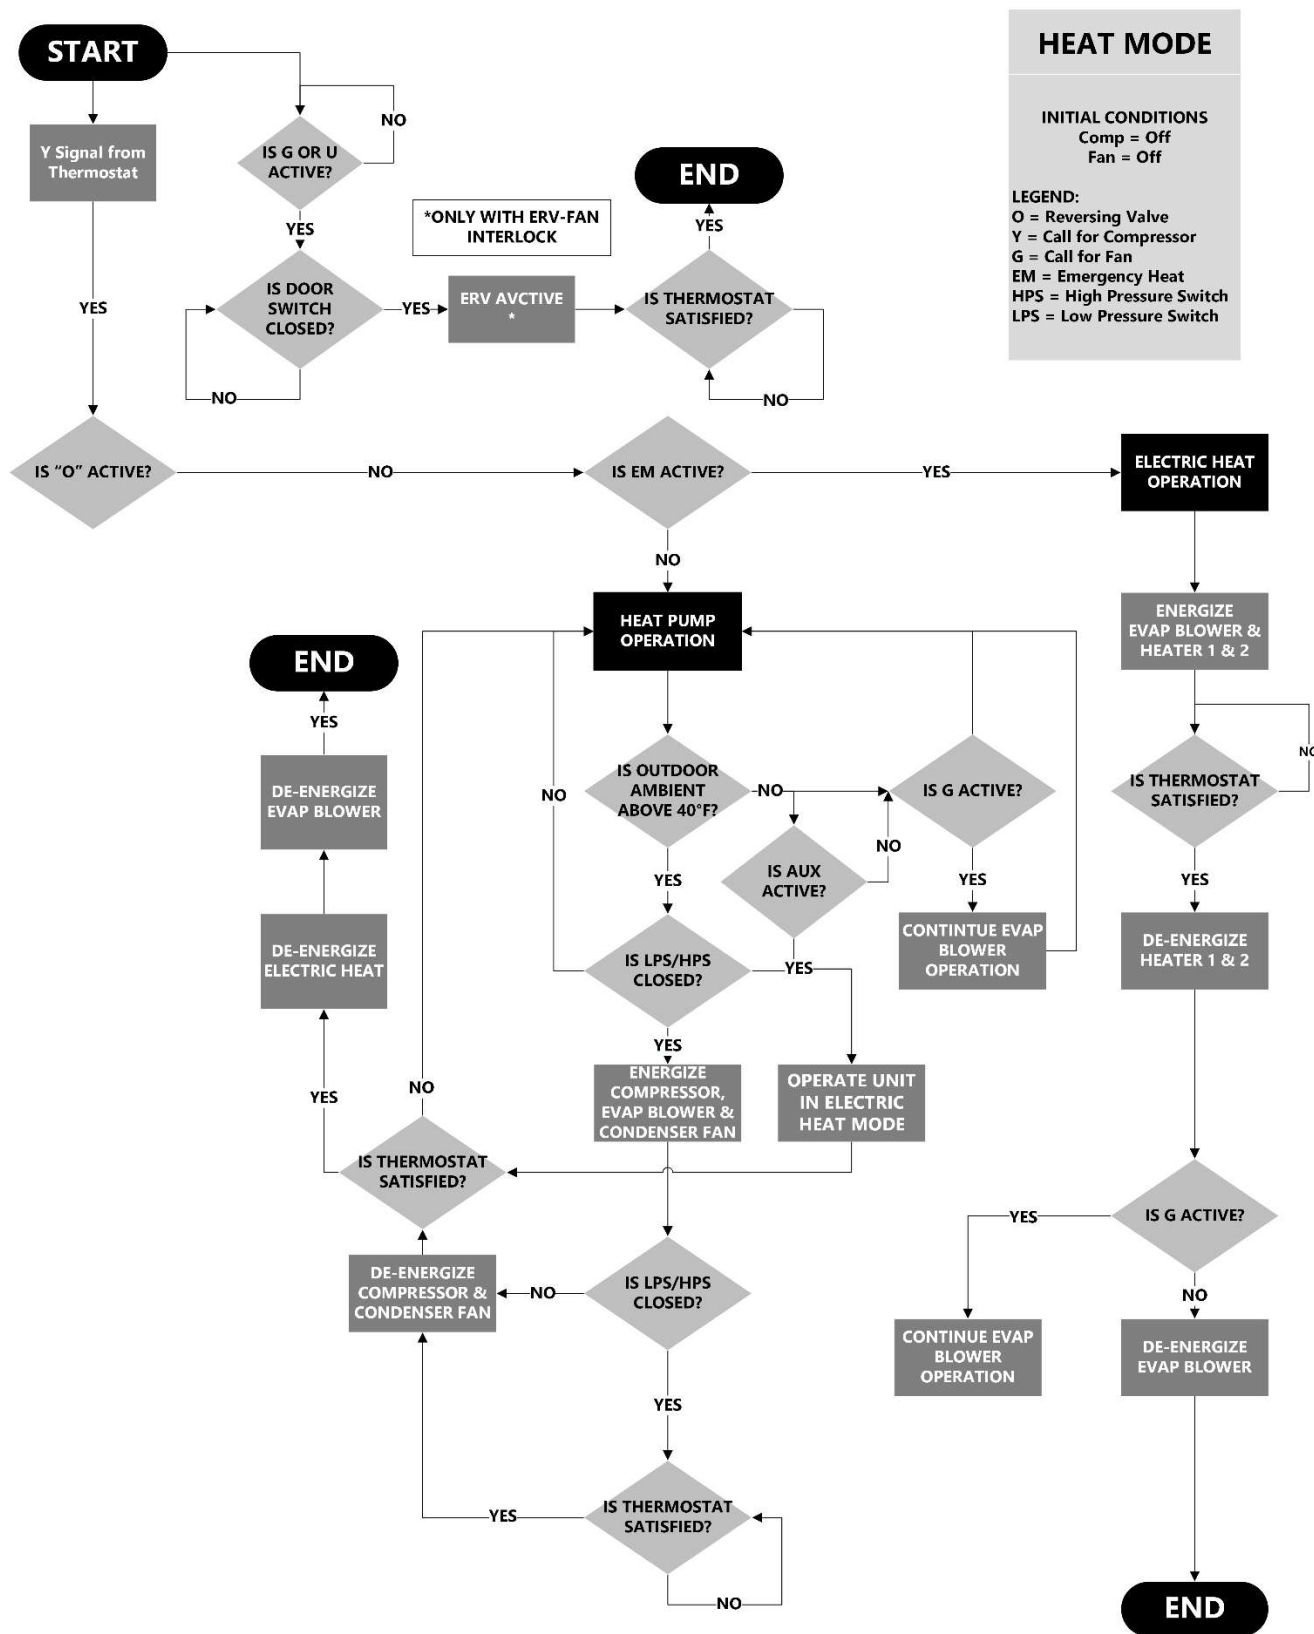 START
HEAT MODE
INITIAL CONDITIONS
Comp = Off
Fan = Off
LEGEND:
O = Reversing Valve
Y = Call for Compressor
G = Call for Fan
EM = Emergency Heat
HPS = High Pressure Switch
LPS = Low Pressure Switch
Y Signal from
Thermostat
NO
IS G OR U
ACTIVE?
YES
*ONLY WITH ERV-FAN
INTERLOCK
END
YES
IS DOOR
SWITCH
CLOSED?
YES
ERV AVCTIVE
*
IS THERMOSTAT
SATISFIED?
NO
NO
YES
IS "O" ACTIVE?
NO
IS EM ACTIVE?
YES
ELECTRIC HEAT
OPERATION
NO
HEAT PUMP
OPERATION
ENERGIZE
EVAP BLOWER &
HEATER 1 & 2
END
YES
DE-ENERGIZE
EVAP BLOWER
NO
IS OUTDOOR
AMBIENT
ABOVE 40°F?
NO
IS G ACTIVE?
NO
IS THERMOSTAT
SATISFIED?
YES
IS AUX
ACTIVE?
NO
YES
YES
DE-ENERGIZE
ELECTRIC HEAT
IS LPS/HPS
CLOSED?
YES
CONTINTUE EVAP
BLOWER
OPERATION
DE-ENERGIZE
HEATER 1 & 2
YES
YES
NO
ENERGIZE
COMPRESSOR,
EVAP BLOWER &
CONDENSER FAN
OPERATE UNIT
IN ELECTRIC
HEAT MODE
IS THERMOSTAT
SATISFIED?
YES
IS G ACTIVE?
DE-ENERGIZE
COMPRESSOR &
CONDENSER FAN
NO
IS LPS/HPS
CLOSED?
NO
CONTINUE EVAP
BLOWER
OPERATION
DE-ENERGIZE
EVAP BLOWER
YES
YES
IS THERMOSTAT
SATISFIED?
NO
END